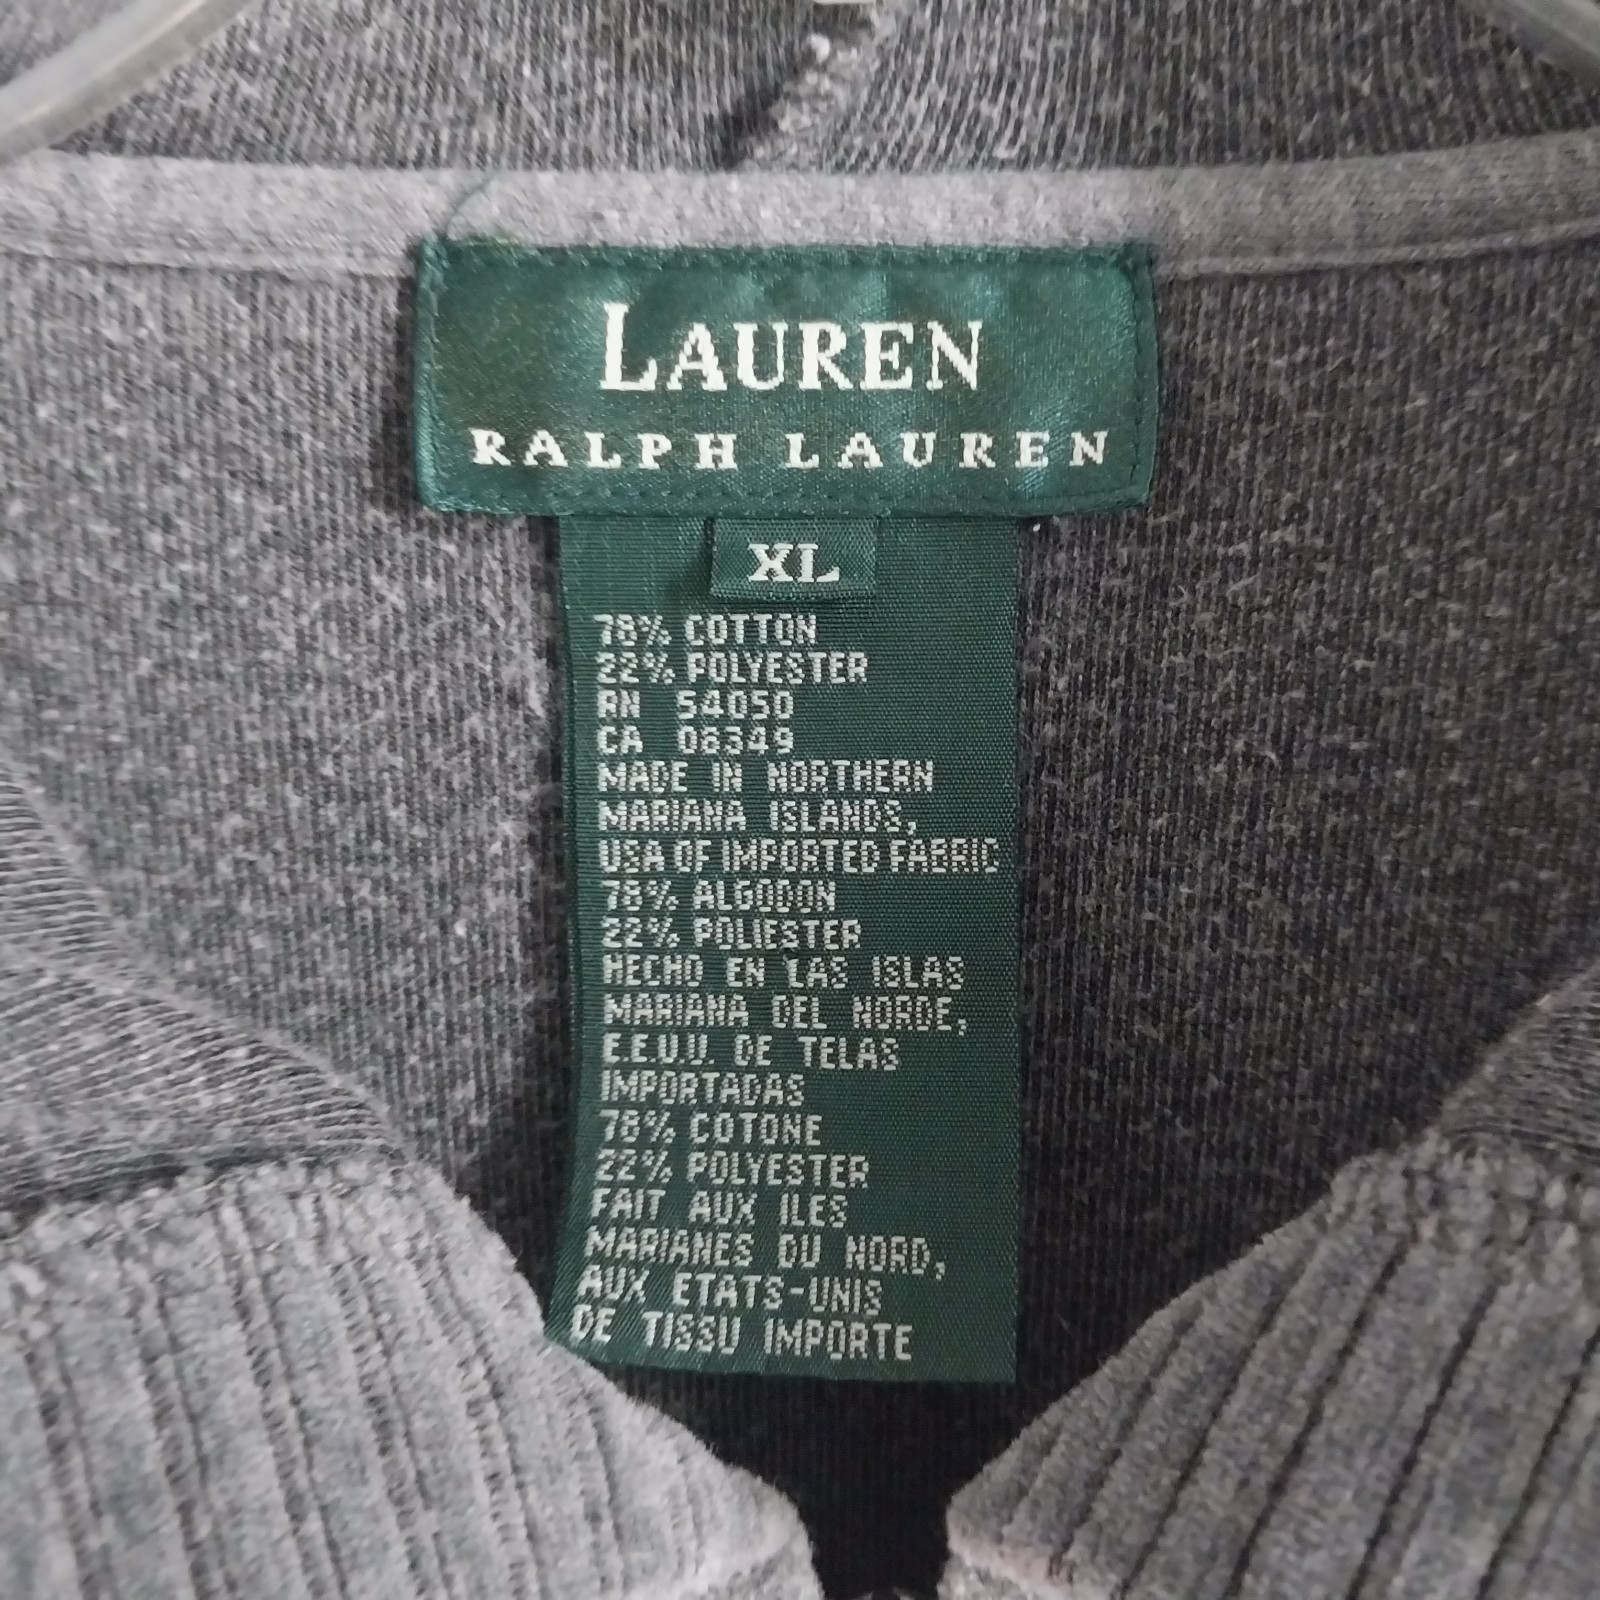 LAUREN
RALPH LAUREN
XL
78% COTTON
22% POLYESTER
RN 54050
CA 08349
MADE IN NORTHERN
MARIANA ISLANDS,
USA OF IMPORTED FABRIC
78% ALGODON
22% POLIESTER
HECHO EN LAS ISLAS
MARIANA DEL NORDE,
E.E.U.U. DE TELAS
IMPORTADAS
78% COTONE
22% POLYESTER
FAIT AUX ILES
MARIANES DU NORD,
AUX ETATS-UNIS
DE TISSU IMPORTE